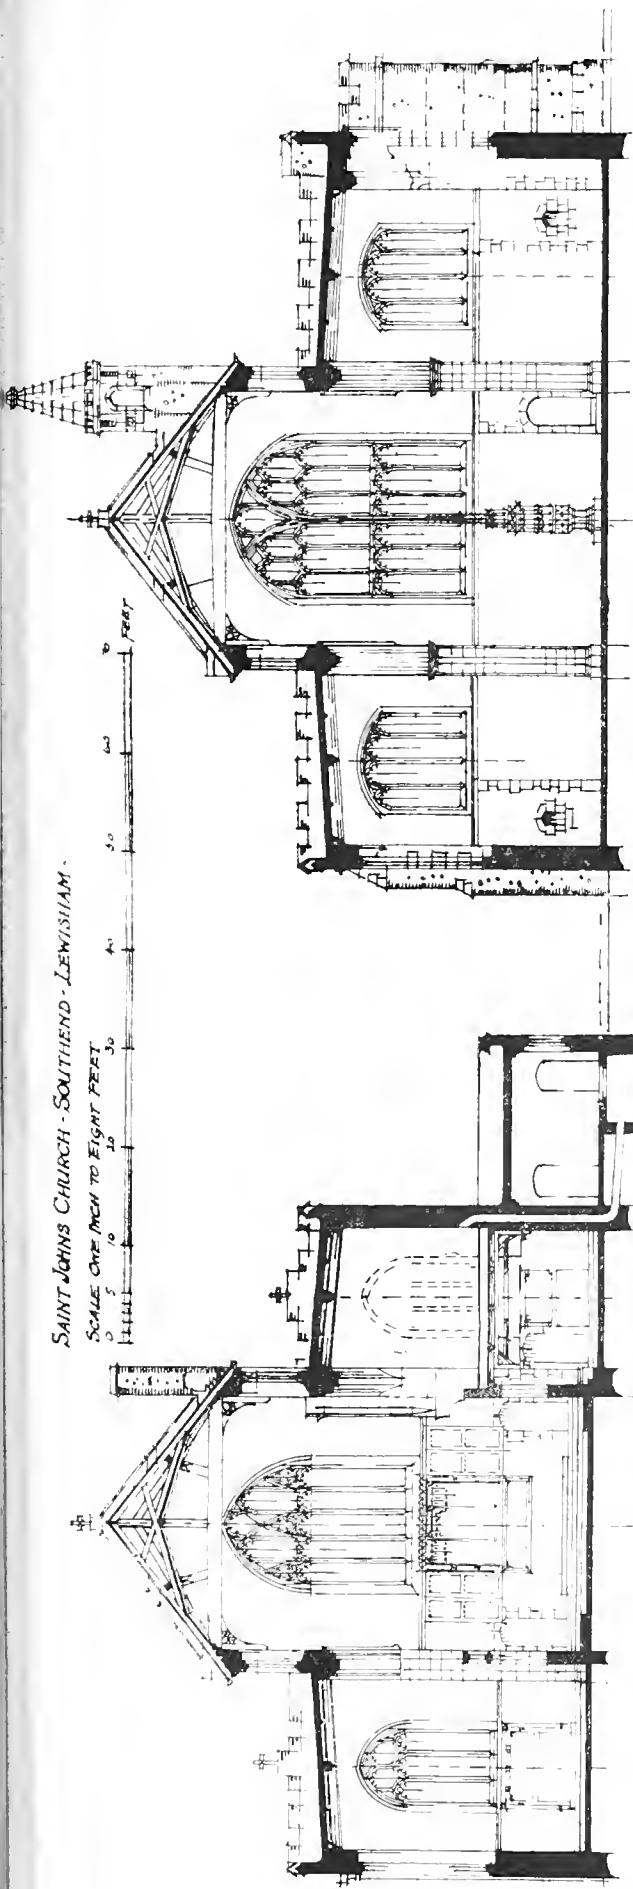 SAINT JOHNS CHURCH - SOUTHEND - LEWISHAM -
SCALE ONE INCH TO EIGHT FEET
0 5 10 20 30 40 50 60 70 FEET